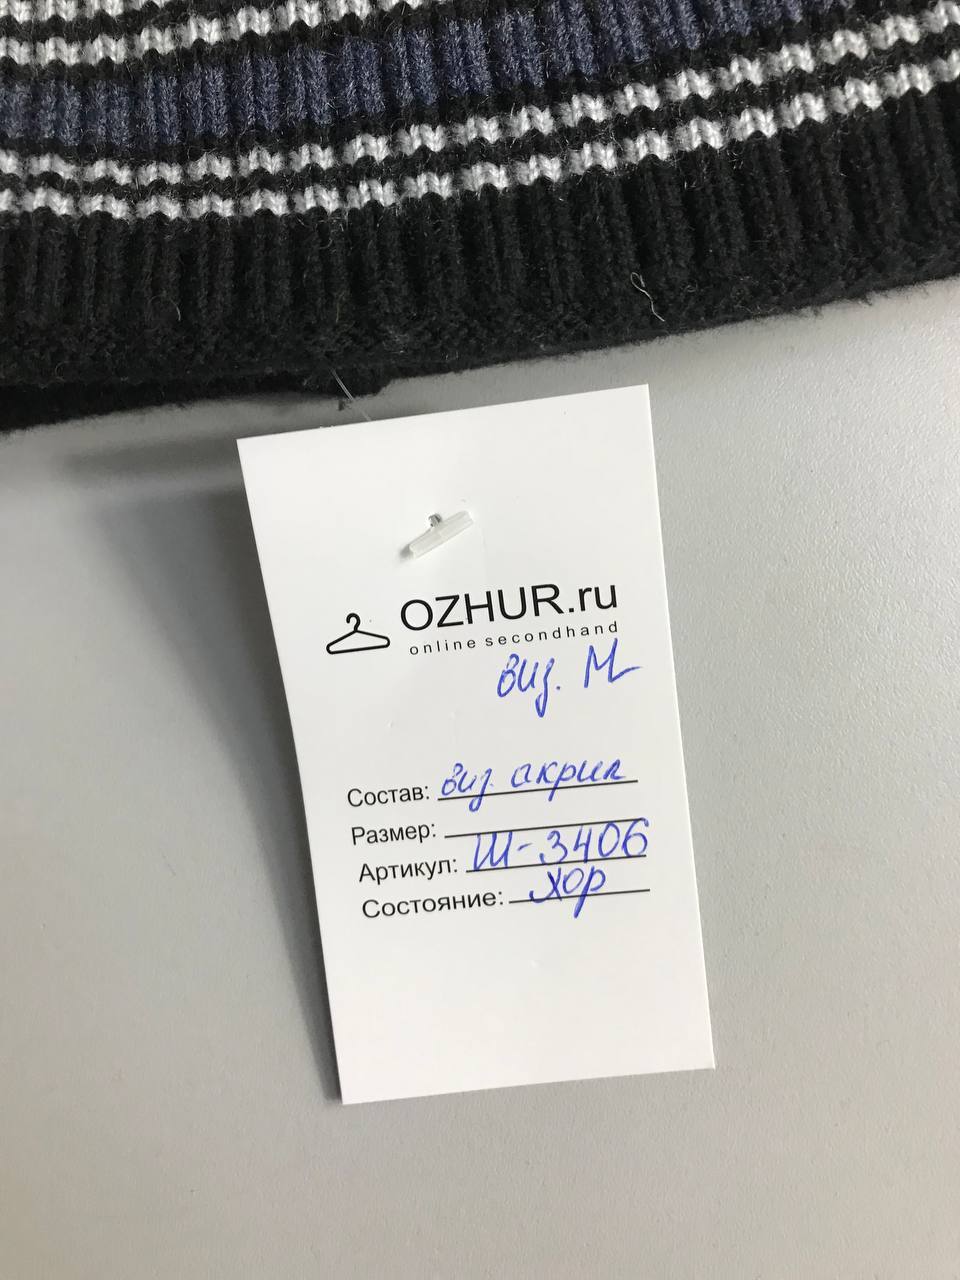 OZHUR.ru
online secondhand
виз. М
Состав: виз. акрил
Размер:
Артикул: Ш-3406
Состояние: хор